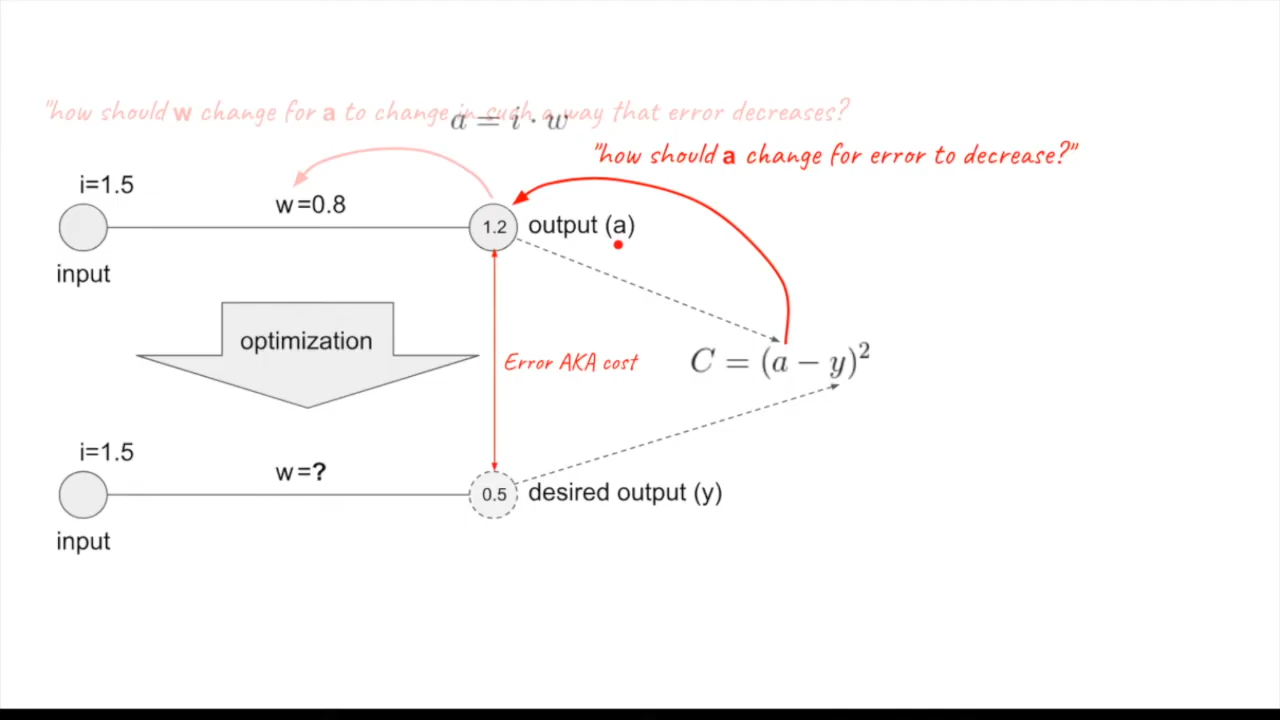 "how should w change for a to change in such a way that error decreases?
a = i · w
"how should a change for error to decrease?"
i=1.5
w=0.8
1.2
output (a)
input
optimization
Error AKA cost
C = (a − y)²
i=1.5
w=?
0.5
desired output (y)
input